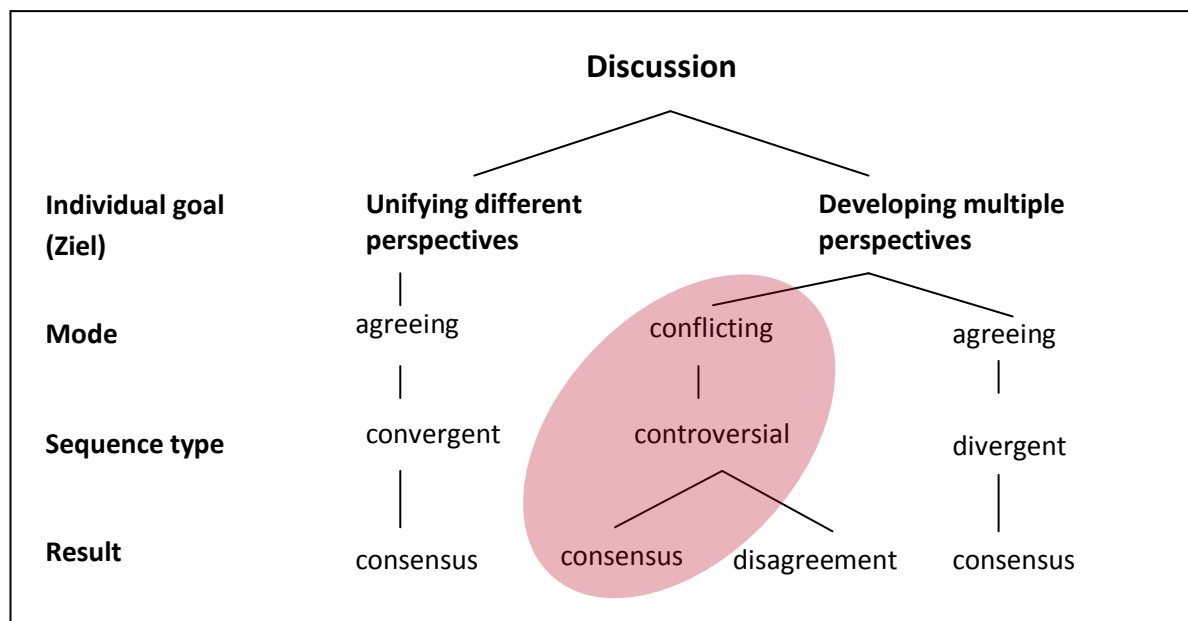 Discussion
Individual goal
(Ziel)
Unifying different
perspectives
Developing multiple
perspectives
Mode
agreeing
conflicting
agreeing
Sequence type
convergent
controversial
divergent
Result
consensus
consensus
disagreement
consensus